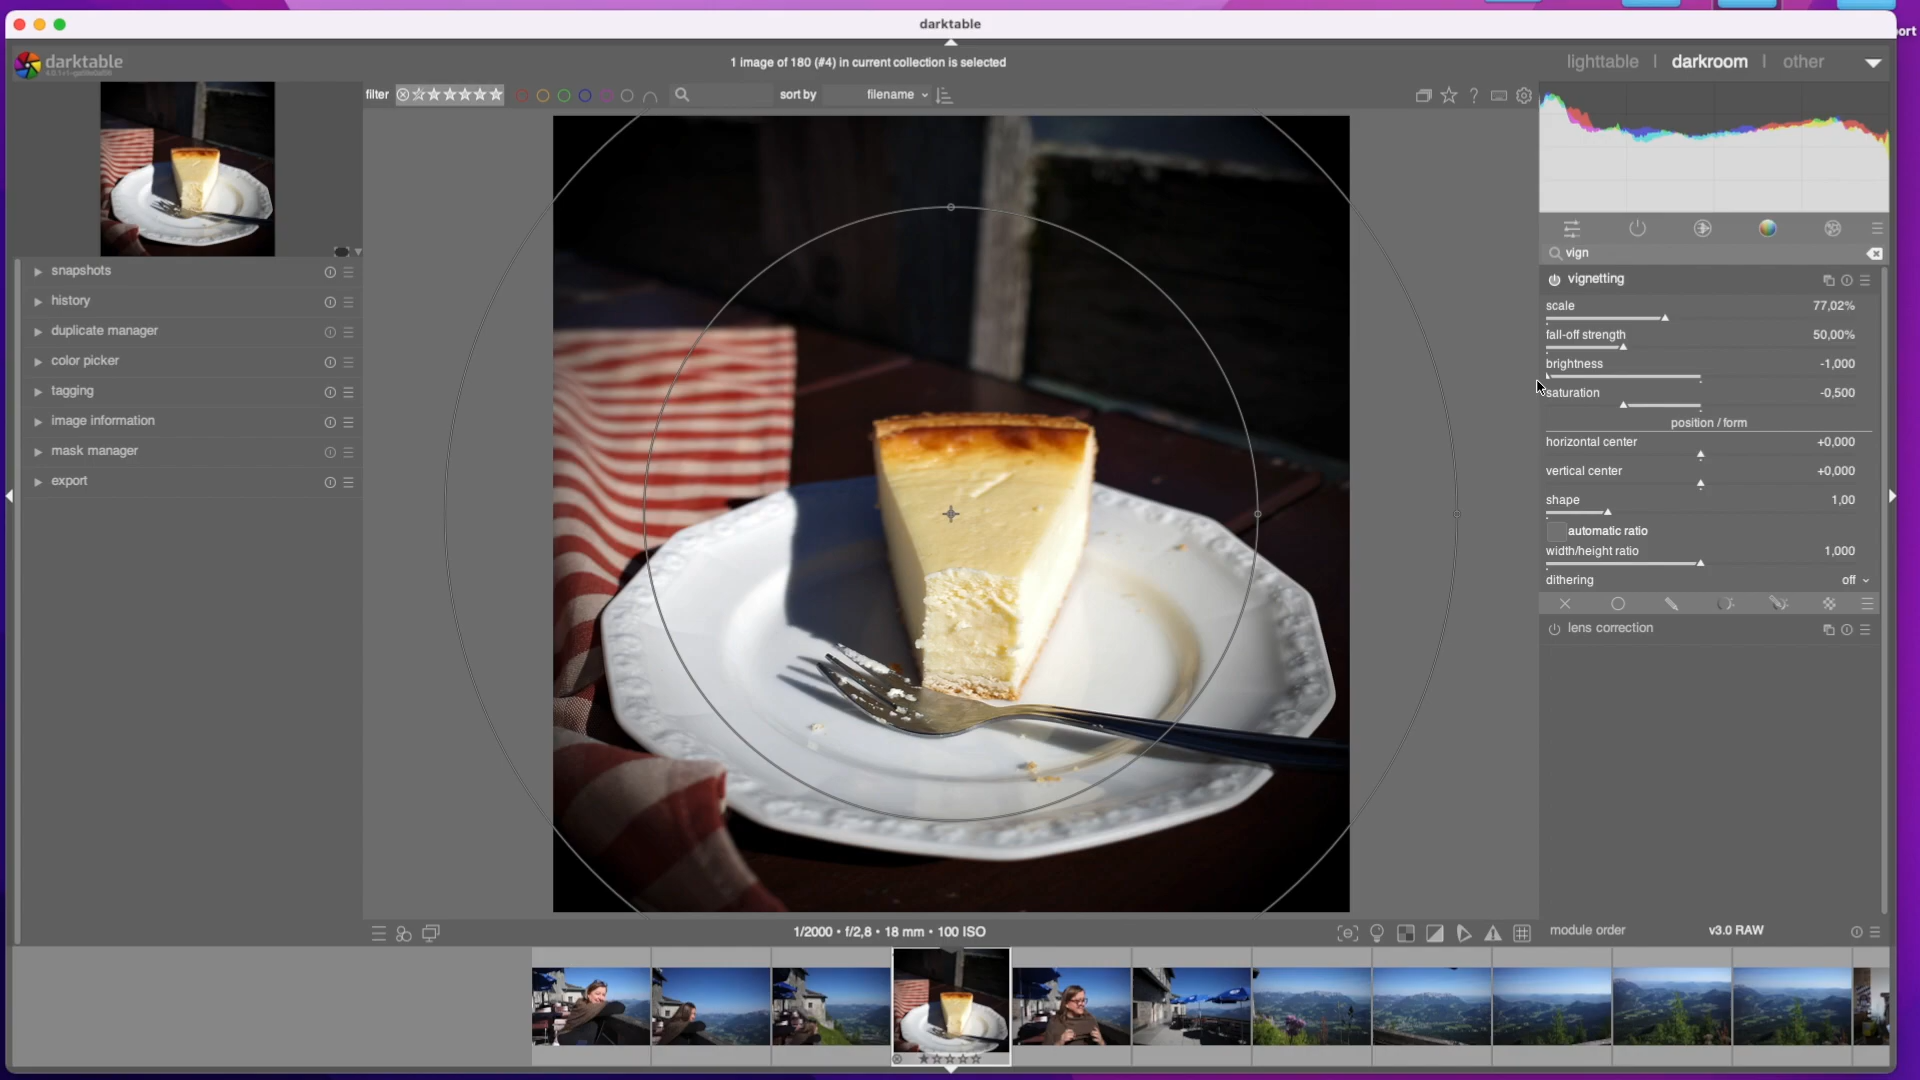 darktable
ort
darktable
1 image of 180 (#4) in current collection is selected
lighttable | darkroom | other
filter
sort by filename
?
snapshots
history
duplicate manager
color picker
tagging
image information
mask manager
export
vign
vignetting
scale 77,02%
fall-off strength 50,00%
brightness -1,000
saturation -0,500
position / form
horizontal center +0,000
vertical center +0,000
shape 1,00
automatic ratio
width/height ratio 1,000
dithering off
lens correction
1/2000 • f/2,8 • 18 mm • 100 ISO
module order v3.0 RAW